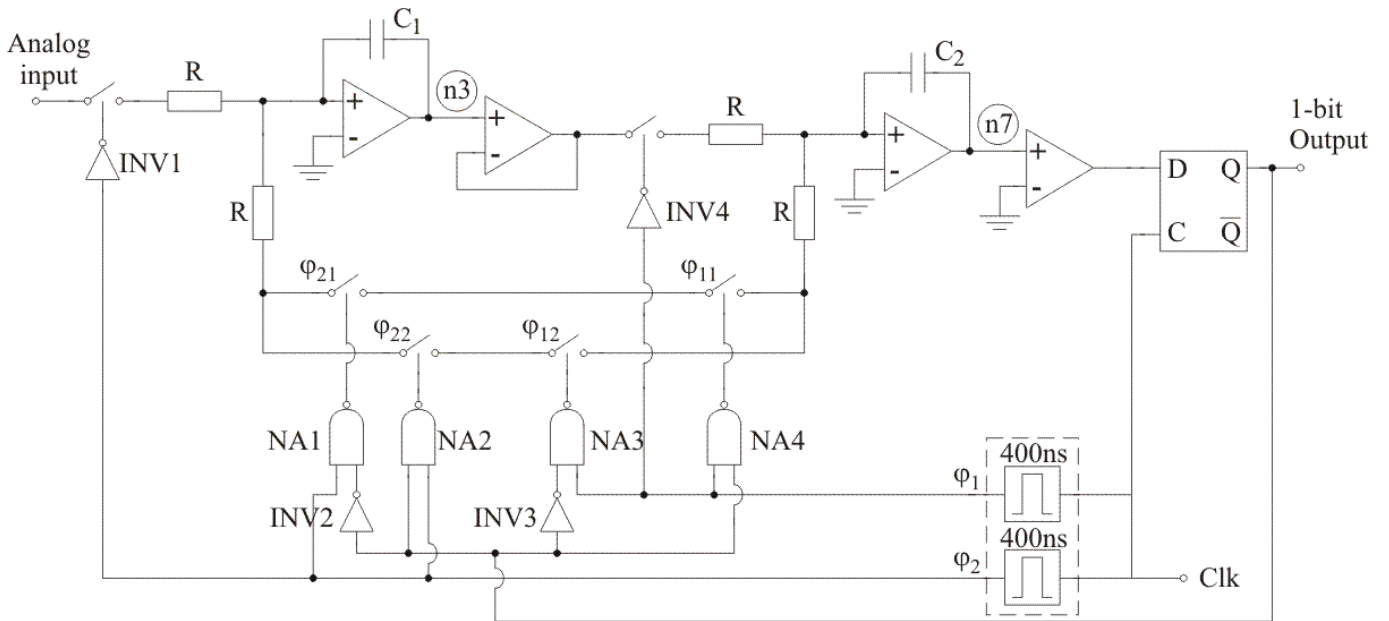 Analog
input
R
C₁
n3
INV1
R
φ₂₁
φ₂₂
NA1
NA2
INV2
R
INV4
R
φ₁₁
φ₁₂
NA3
NA4
INV3
C₂
n7
1-bit
Output
D Q
C Q̅
400ns
φ₁
400ns
φ₂
Clk
+
-
+
-
+
-
+
-